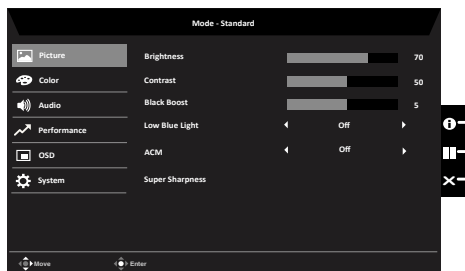 Mode - Standard
Picture
Color
Audio
Performance
OSD
System
Brightness 70
Contrast 50
Black Boost 5
Low Blue Light Off
ACM Off
Super Sharpness
Move Enter